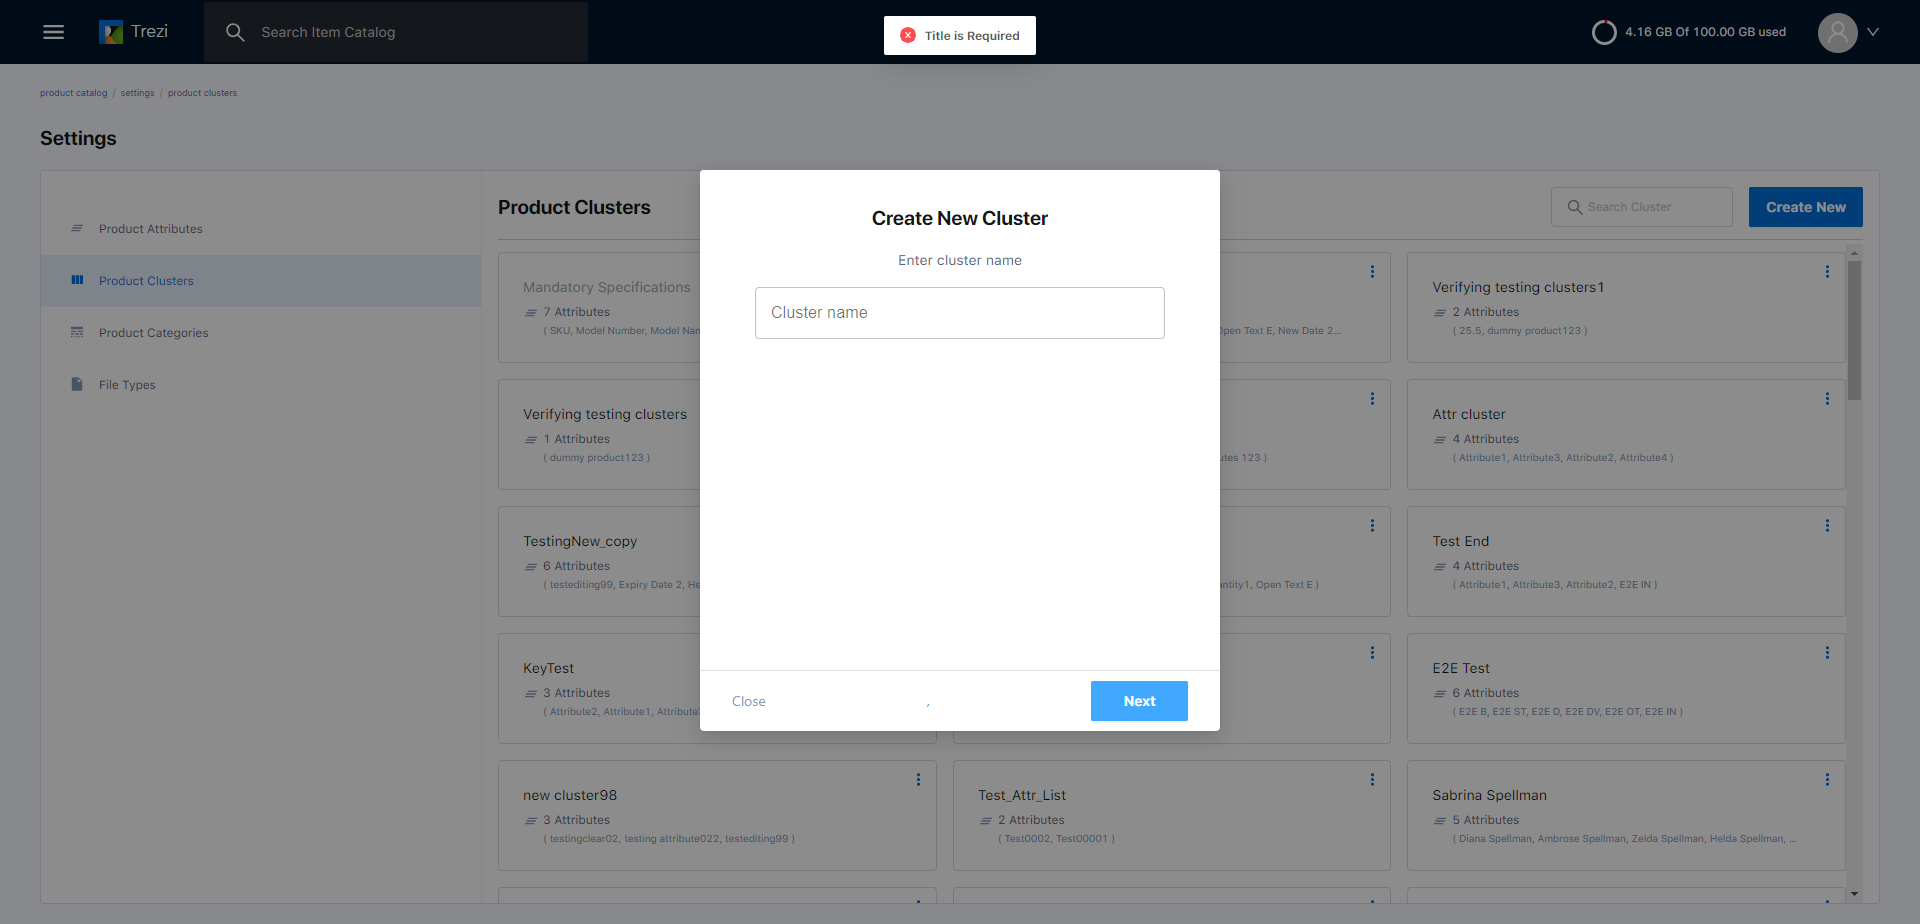 Trezi
Search Item Catalog
Title is Required
4.16 GB Of 100.00 GB used
product catalog / settings / product clusters
Settings
Product Attributes
Product Clusters
Product Categories
File Types
Product Clusters
Search Cluster
Create New
Mandatory Specifications
7 Attributes
( SKU, Model Number, Model Nam
Open Text E, New Date 2...
Verifying testing clusters1
2 Attributes
( 25.5, dummy product123 )
Verifying testing clusters
1 Attributes
( dummy product123 )
utes 123 )
Attr cluster
4 Attributes
( Attribute1, Attribute3, Attribute2, Attribute4 )
TestingNew_copy
6 Attributes
( testediting99, Expiry Date 2, He
antity1, Open Text E )
Test End
4 Attributes
( Attribute1, Attribute3, Attribute2, E2E IN )
KeyTest
3 Attributes
( Attribute2, Attribute1, Attribute
E2E Test
6 Attributes
( E2E B, E2E ST, E2E D, E2E DV, E2E OT, E2E IN )
new cluster98
3 Attributes
( testingclear02, testing attribute022, testediting99 )
Test_Attr_List
2 Attributes
( Test0002, Test00001 )
Sabrina Spellman
5 Attributes
( Diana Spellman, Ambrose Spellman, Zelda Spellman, Helda Spellman, ...
Create New Cluster
Enter cluster name
Cluster name
Close
,
Next